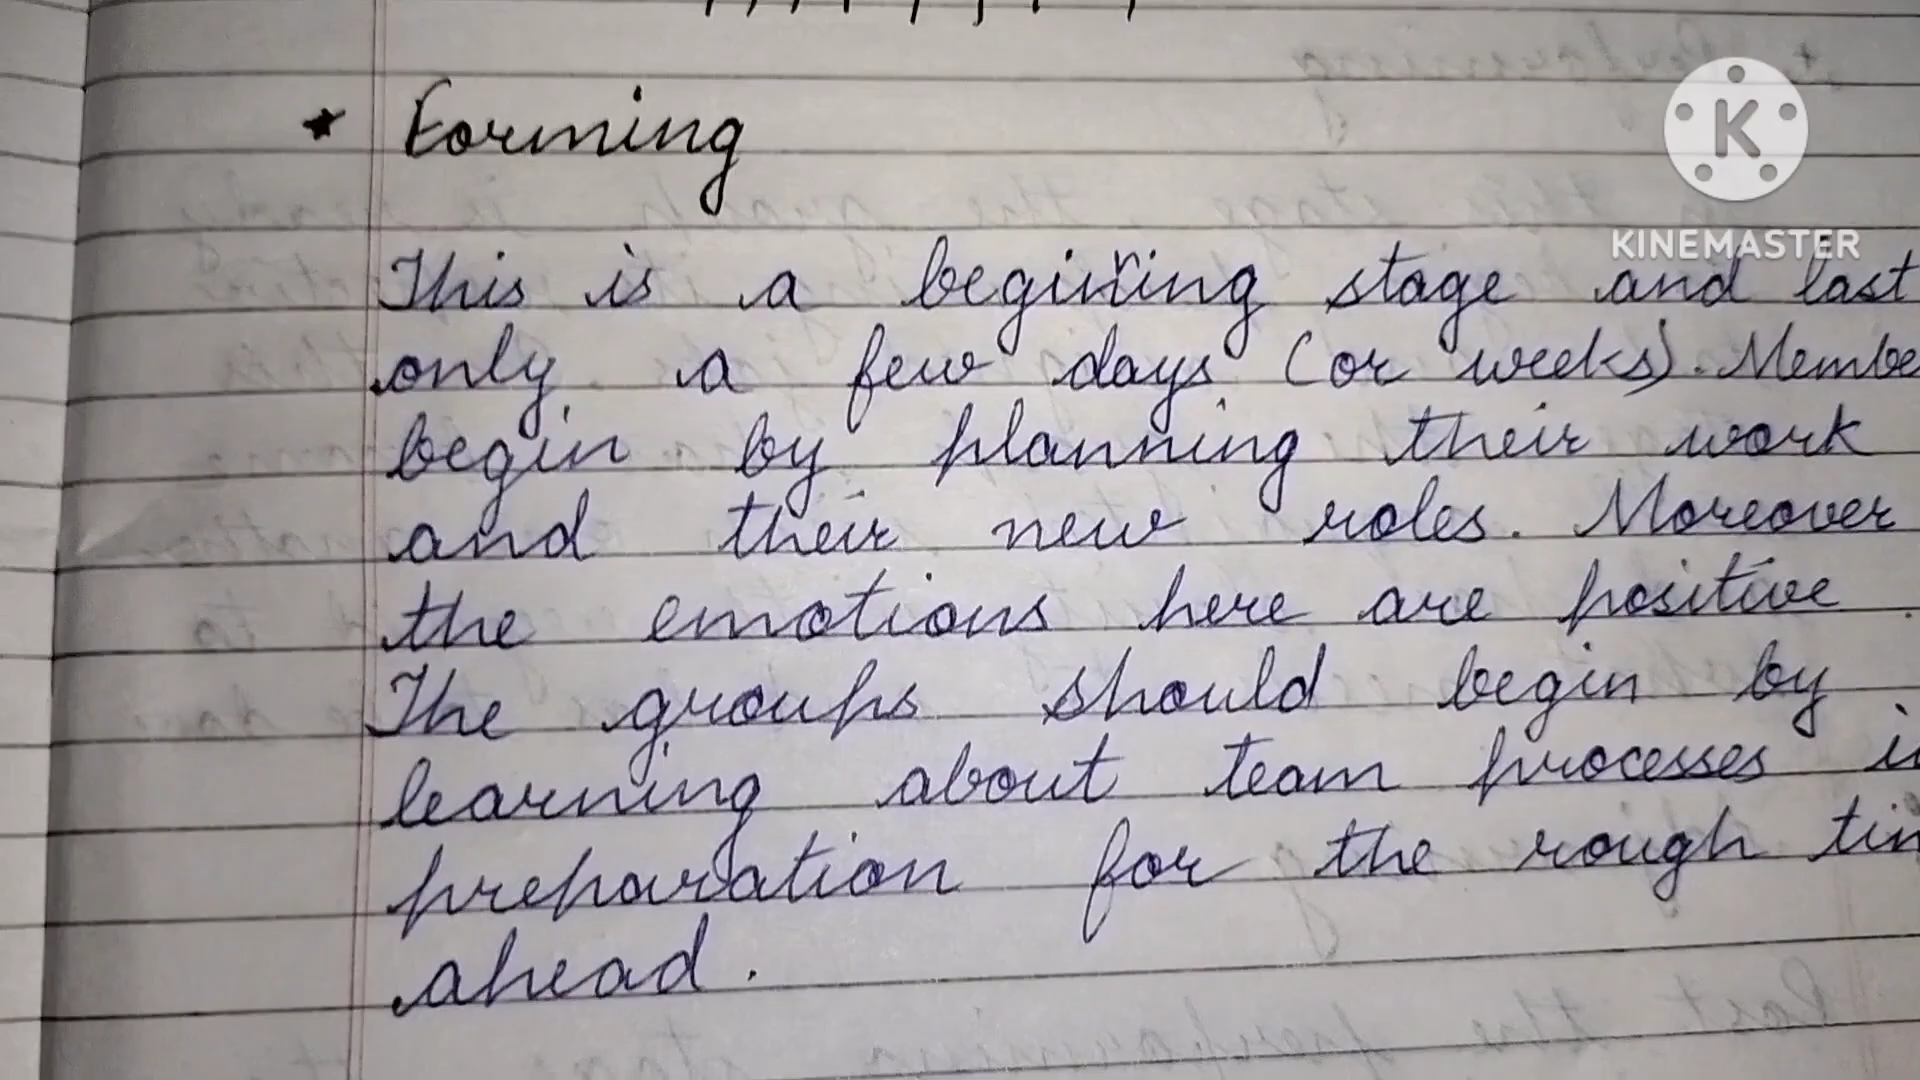 * Forming
K
KINEMASTER
This is a begining stage and last
only a few days (or weeks). Membe
begin by planning their work
and their new roles. Moreover
the emotions here are positive.
The groups should begin by
learning about team processes in
preparation for the rough tim
ahead.